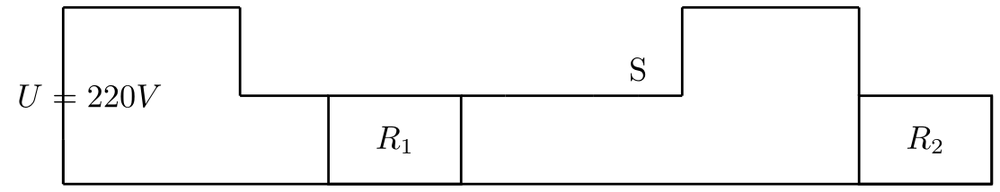 S
U = 220V
R₁
R₂